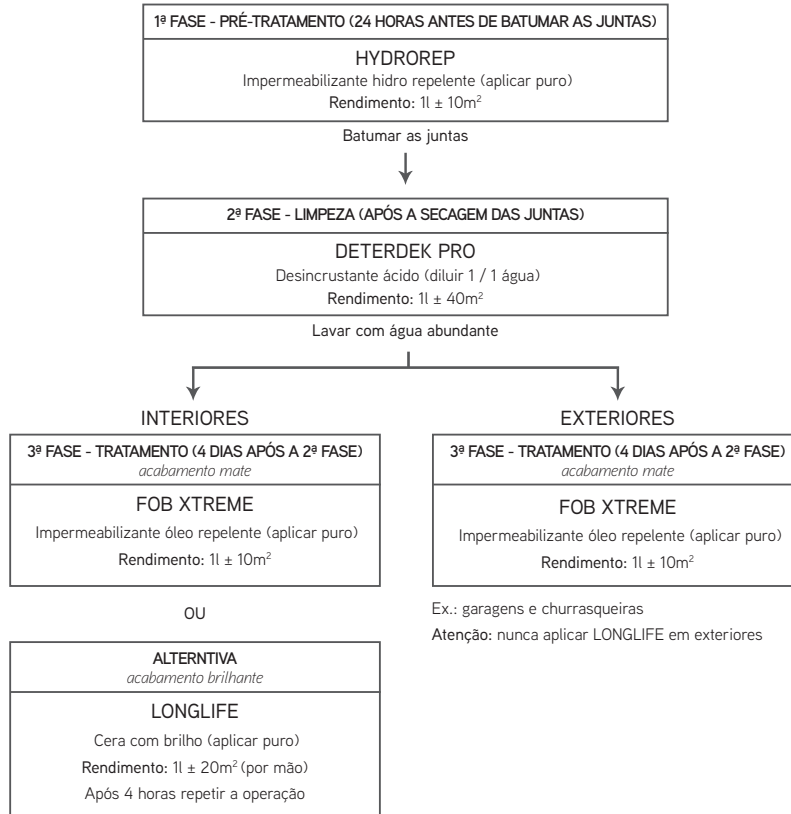 1ª FASE - PRÉ-TRATAMENTO (24 HORAS ANTES DE BATUMAR AS JUNTAS)
HYDROREP
Impermeabilizante hidro repelente (aplicar puro)
Rendimento: 1l ± 10m²
Batumar as juntas
2ª FASE - LIMPEZA (APÓS A SECAGEM DAS JUNTAS)
DETERDEK PRO
Desincrustante ácido (diluir 1 / 1 água)
Rendimento: 1l ± 40m²
Lavar com água abundante
INTERIORES
3ª FASE - TRATAMENTO (4 DIAS APÓS A 2ª FASE)
acabamento mate
FOB XTREME
Impermeabilizante óleo repelente (aplicar puro)
Rendimento: 1l ± 10m²
OU
ALTERNTIVA
acabamento brilhante
LONGLIFE
Cera com brilho (aplicar puro)
Rendimento: 1l ± 20m² (por mão)
Após 4 horas repetir a operação
EXTERIORES
3ª FASE - TRATAMENTO (4 DIAS APÓS A 2ª FASE)
acabamento mate
FOB XTREME
Impermeabilizante óleo repelente (aplicar puro)
Rendimento: 1l ± 10m²
Ex.: garagens e churrasqueiras
Atenção: nunca aplicar LONGLIFE em exteriores